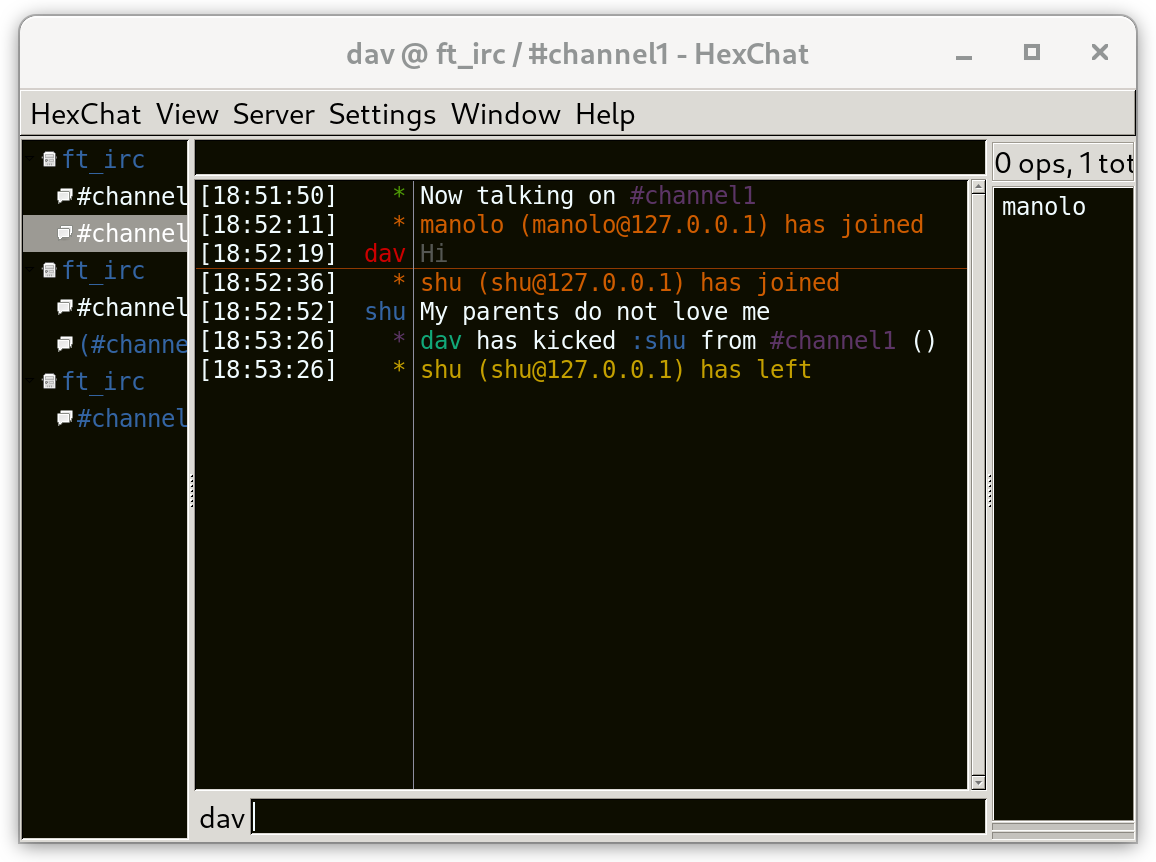 dav @ ft_irc / #channel1 - HexChat
HexChat View Server Settings Window Help
ft_irc
#channel
#channel
ft_irc
#channel
(#channe
ft_irc
#channel
[18:51:50] * Now talking on #channel1
[18:52:11] * manolo (manolo@127.0.0.1) has joined
[18:52:19] dav Hi
[18:52:36] * shu (shu@127.0.0.1) has joined
[18:52:52] shu My parents do not love me
[18:53:26] * dav has kicked :shu from #channel1 ()
[18:53:26] * shu (shu@127.0.0.1) has left
dav
0 ops, 1 tot
manolo